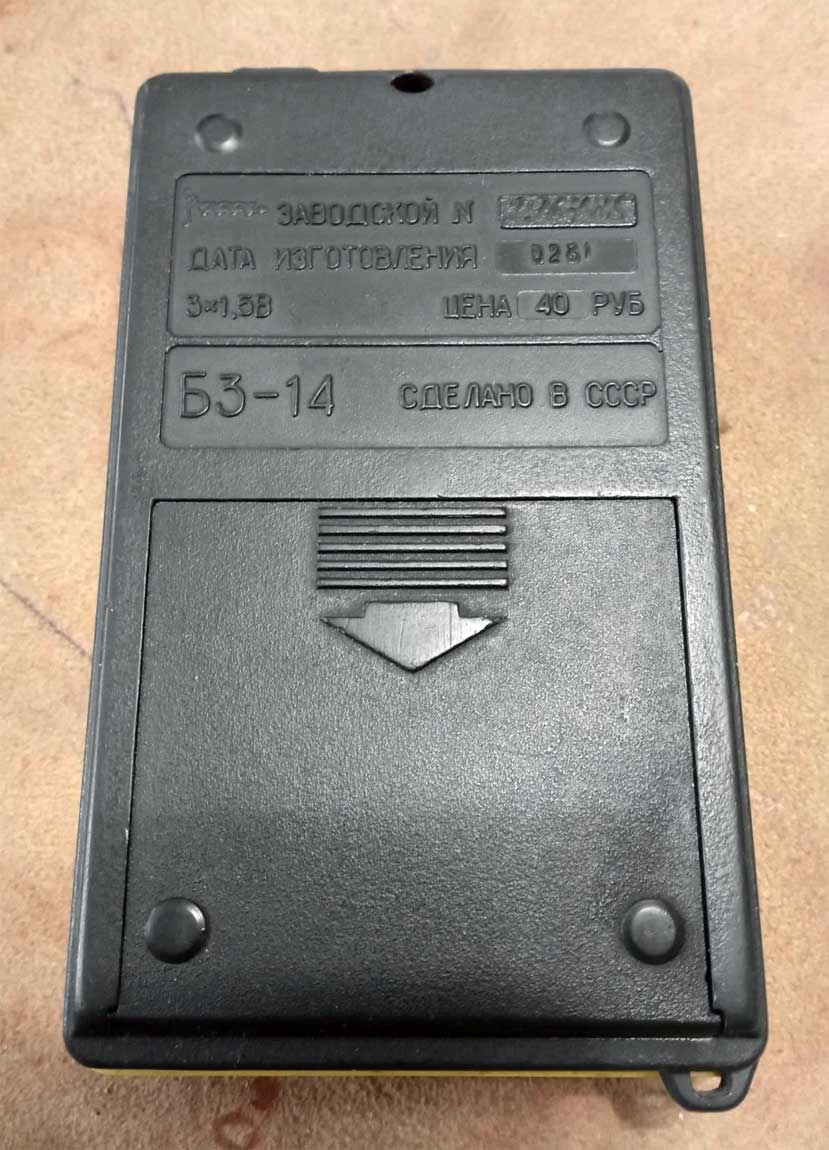 ЗАВОДСКОЙ N
ДАТА ИЗГОТОВЛЕНИЯ 0281
3×1,5В ЦЕНА 40 РУБ
Б3-14 СДЕЛАНО В СССР